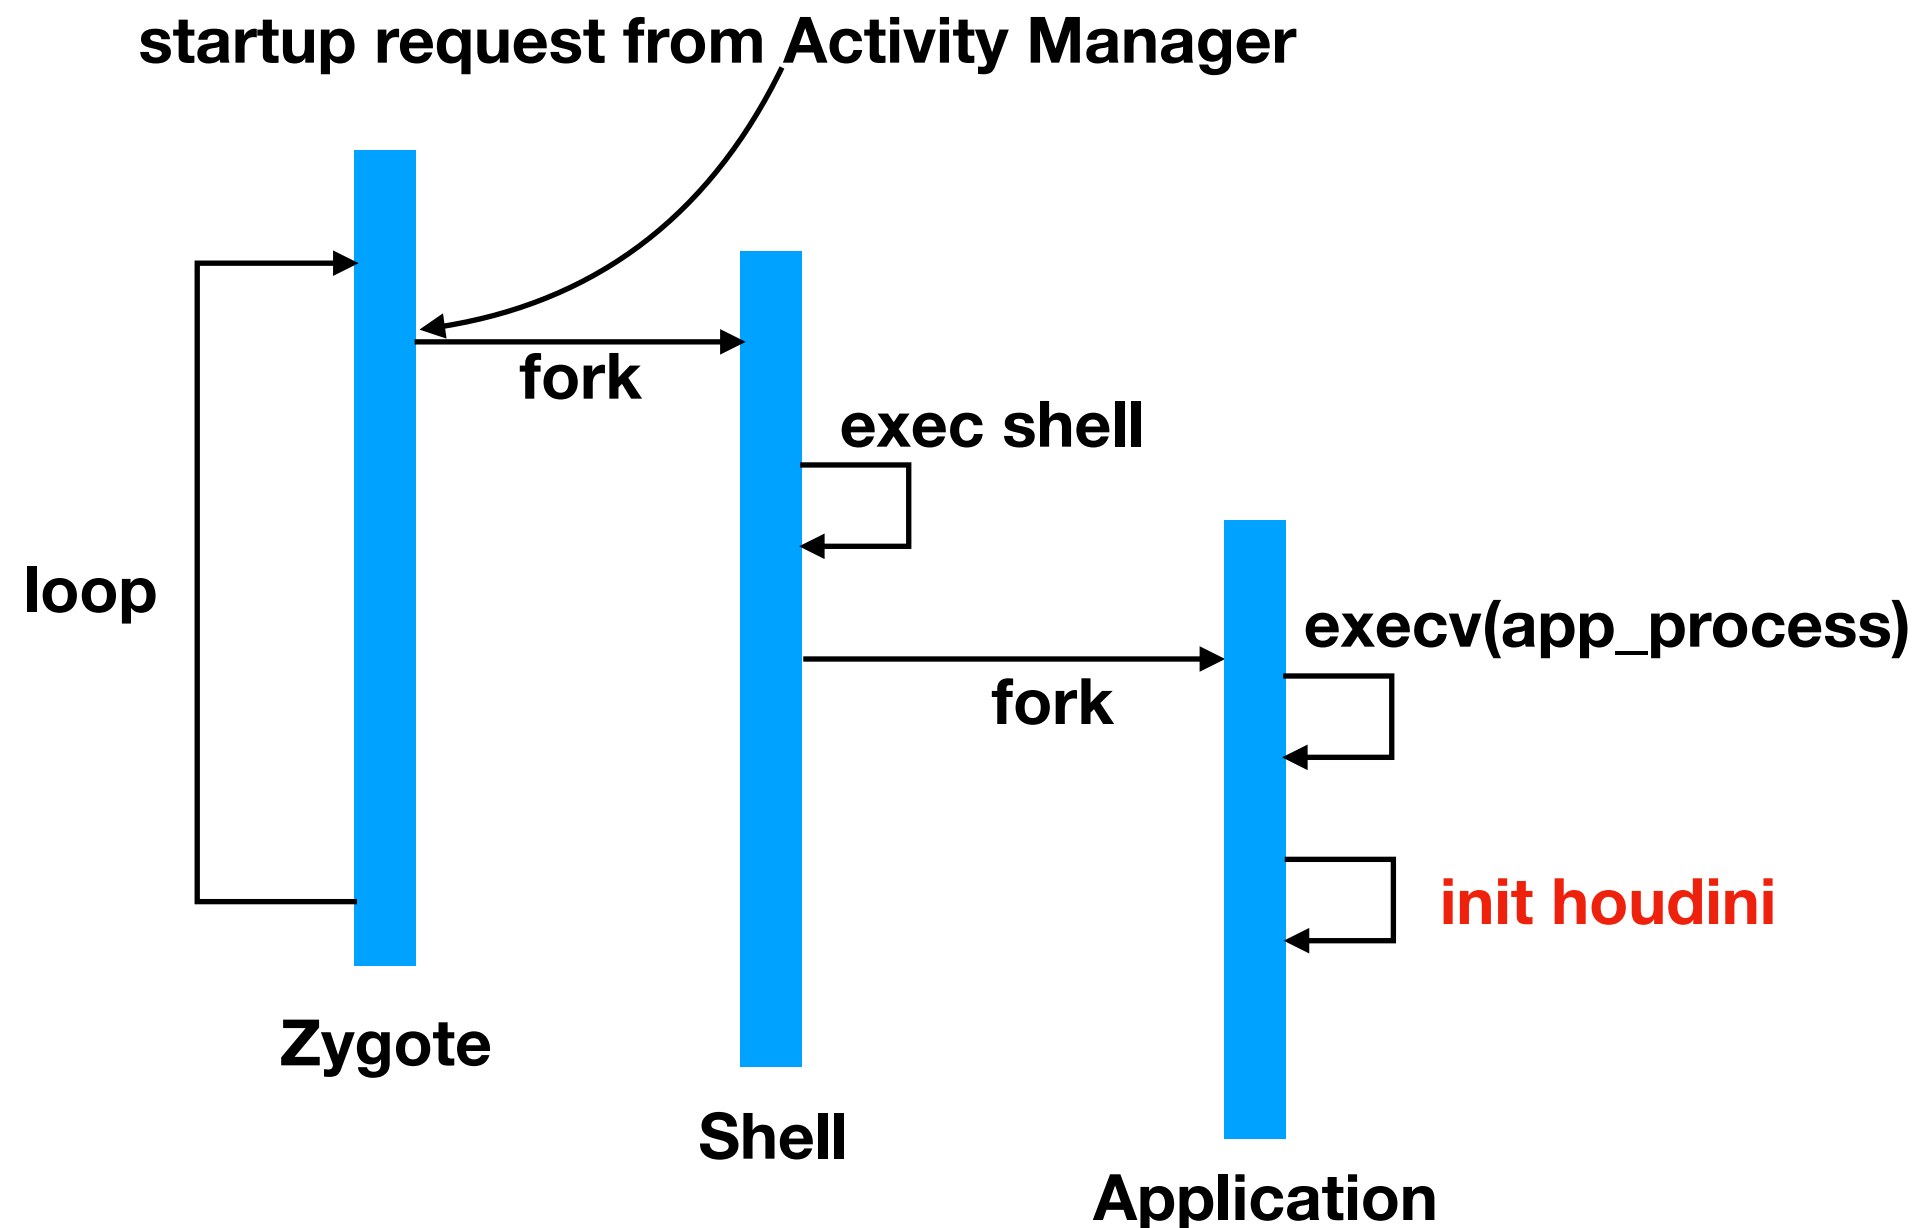 startup request from Activity Manager
fork
exec shell
loop
execv(app_process)
fork
init houdini
Zygote
Shell
Application